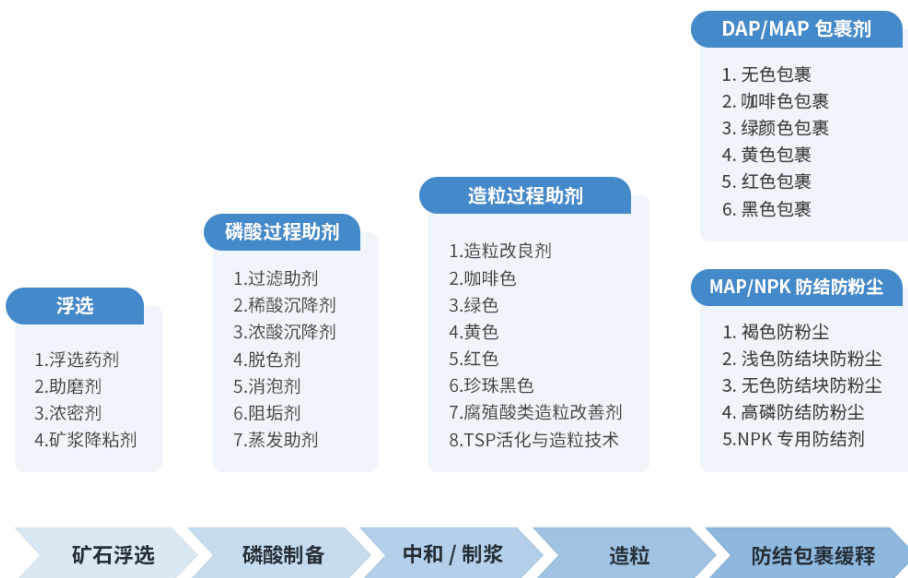 浮选
1.浮选药剂
2.助磨剂
3.浓密剂
4.矿浆降粘剂
磷酸过程助剂
1.过滤助剂
2.稀酸沉降剂
3.浓酸沉降剂
4.脱色剂
5.消泡剂
6.阻垢剂
7.蒸发助剂
造粒过程助剂
1.造粒改良剂
2.咖啡色
3.绿色
4.黄色
5.红色
6.珍珠黑色
7.腐殖酸类造粒改善剂
8.TSP活化与造粒技术
DAP/MAP 包裹剂
1. 无色包裹
2. 咖啡色包裹
3. 绿颜色包裹
4. 黄色包裹
5. 红色包裹
6. 黑色包裹
MAP/NPK 防结防粉尘
1. 褐色防粉尘
2. 浅色防结块防粉尘
3. 无色防结块防粉尘
4. 高磷防结防粉尘
5.NPK 专用防结剂
矿石浮选
磷酸制备
中和 / 制浆
造粒
防结包裹缓释